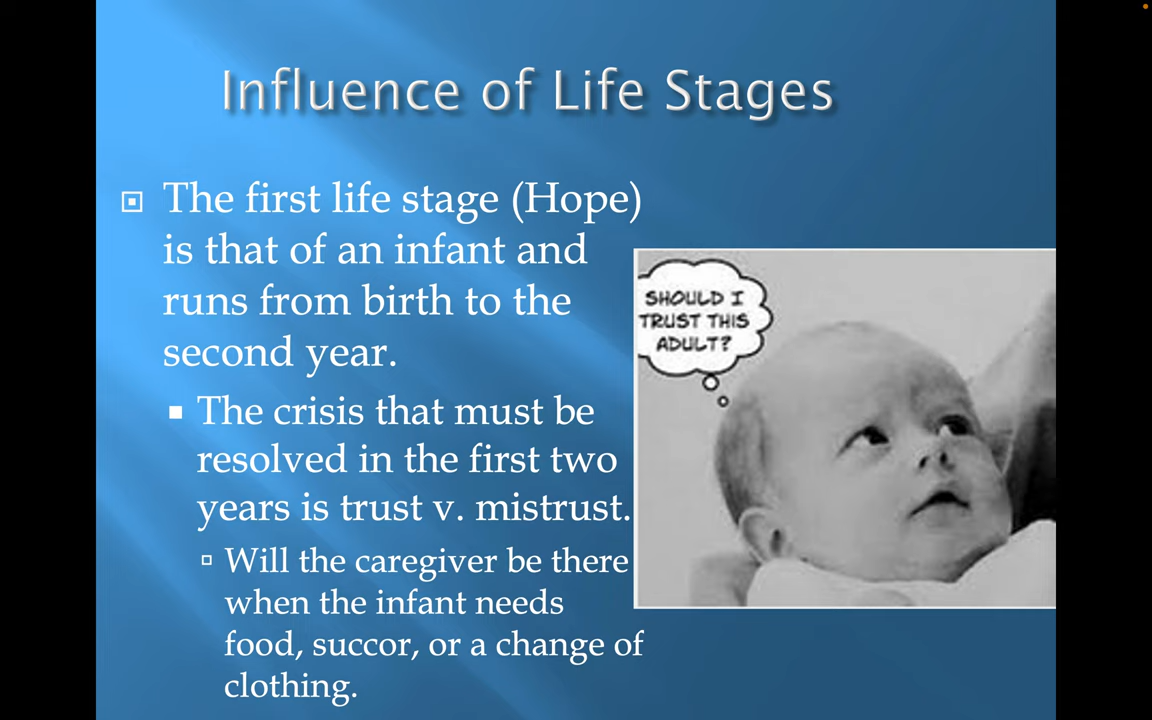 Influence of Life Stages
The first life stage (Hope)
is that of an infant and
runs from birth to the
second year.
The crisis that must be
resolved in the first two
years is trust v. mistrust.
Will the caregiver be there
when the infant needs
food, succor, or a change of
clothing.
SHOULD I
TRUST THIS
ADULT?